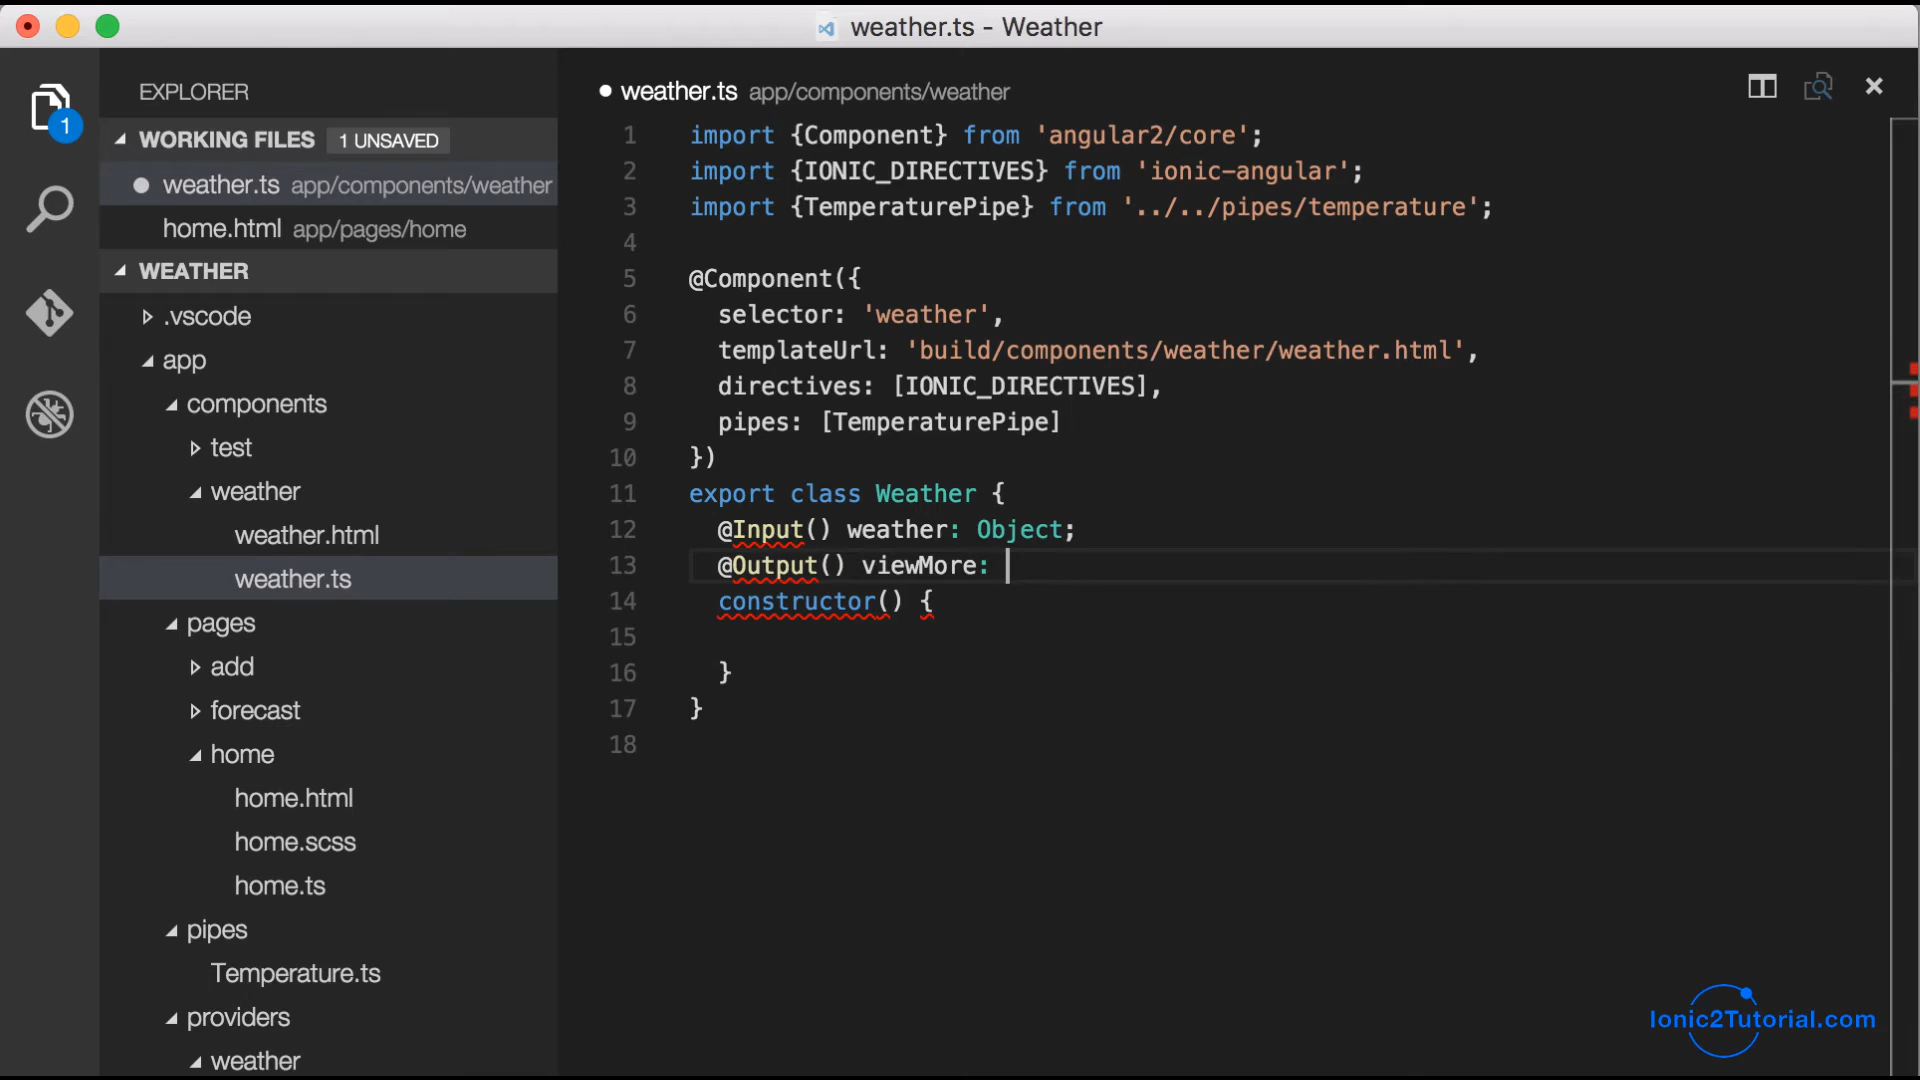 weather.ts - Weather
EXPLORER
WORKING FILES 1 UNSAVED
weather.ts app/components/weather
home.html app/pages/home
WEATHER
.vscode
app
components
test
weather
weather.html
weather.ts
pages
add
forecast
home
home.html
home.scss
home.ts
pipes
Temperature.ts
providers
weather
1
weather.ts app/components/weather
1 import {Component} from 'angular2/core';
2 import {IONIC_DIRECTIVES} from 'ionic-angular';
3 import {TemperaturePipe} from '../../pipes/temperature';
4
5 @Component({
6 selector: 'weather',
7 templateUrl: 'build/components/weather/weather.html',
8 directives: [IONIC_DIRECTIVES],
9 pipes: [TemperaturePipe]
10 })
11 export class Weather {
12 @Input() weather: Object;
13 @Output() viewMore:
14 constructor() {
15
16 }
17 }
18
Ionic2Tutorial.com